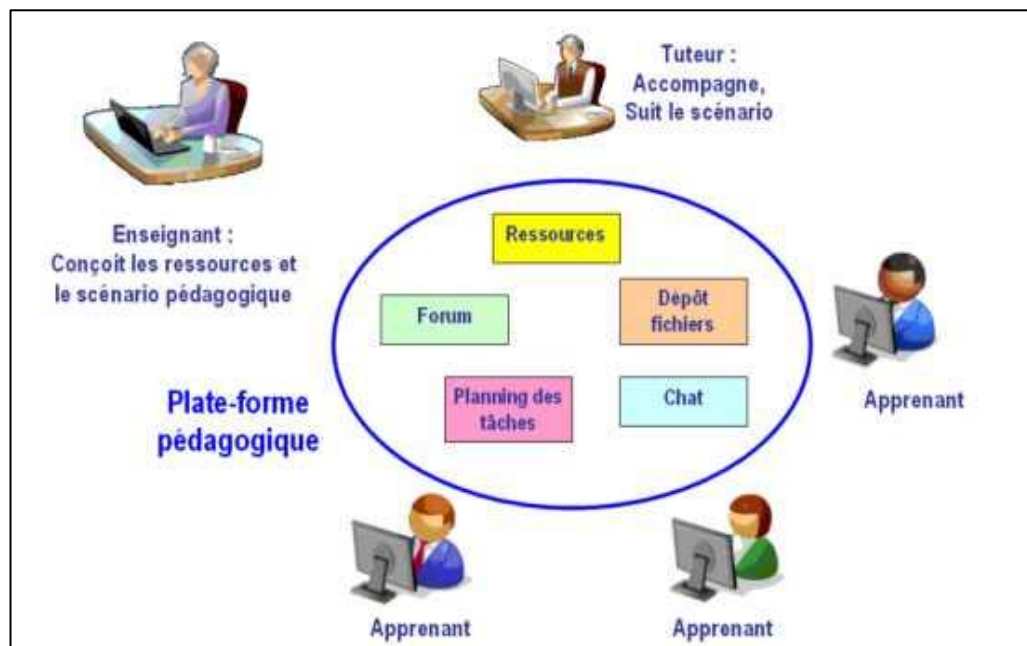 Tuteur :
Accompagne,
Suit le scénario
Enseignant :
Conçoit les ressources et
le scénario pédagogique
Ressources
Forum
Dépôt
fichiers
Planning des
tâches
Chat
Plate-forme
pédagogique
Apprenant
Apprenant
Apprenant